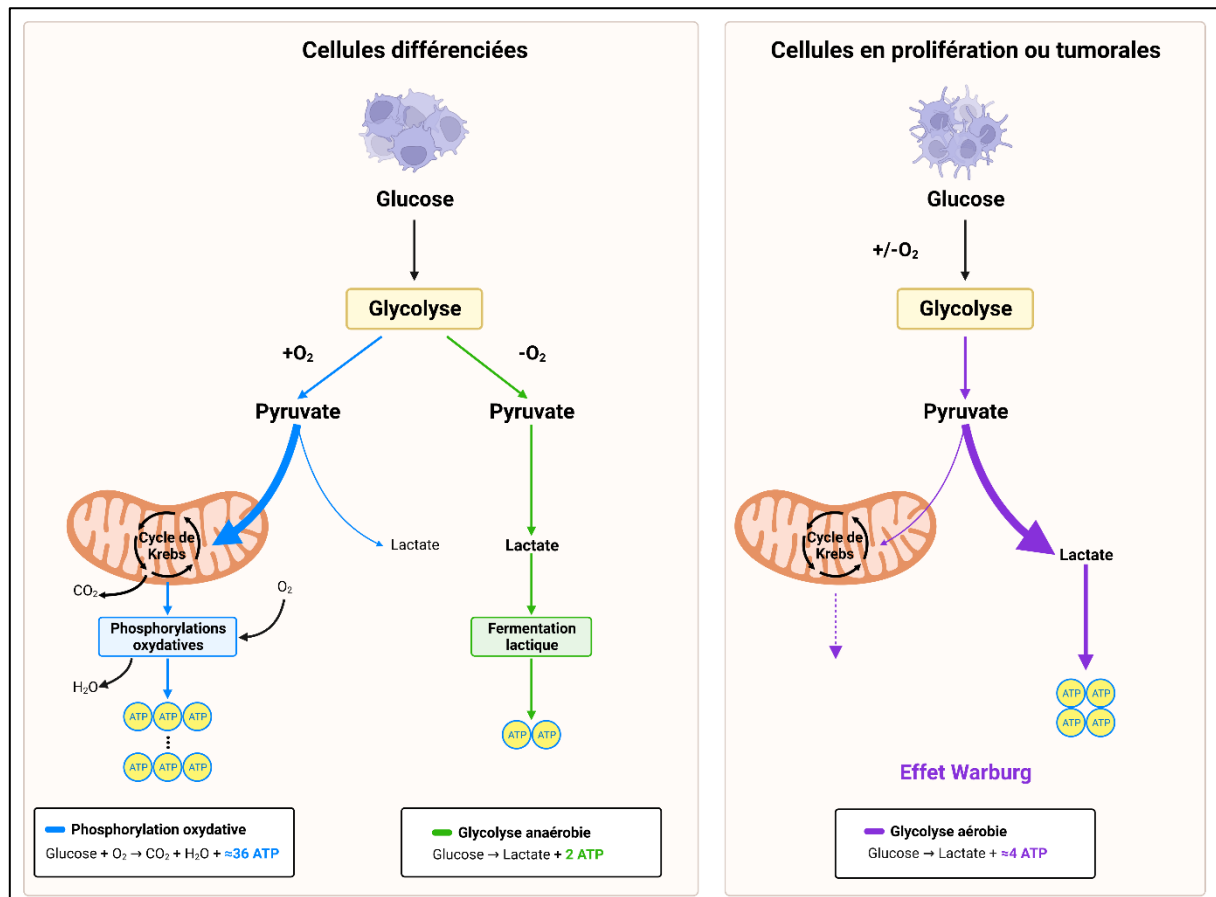 Cellules différenciées
Glucose
Glycolyse
+O₂
-O₂
Pyruvate
Pyruvate
Cycle de
Krebs
Lactate
Lactate
CO₂
O₂
Phosphorylations
oxydatives
Fermentation
lactique
H₂O
ATP ATP ATP
ATP ATP
ATP ATP ATP
Phosphorylation oxydative
Glucose + O₂ → CO₂ + H₂O + ≈36 ATP
Glycolyse anaérobie
Glucose → Lactate + 2 ATP
Cellules en prolifération ou tumorales
Glucose
+/-O₂
Glycolyse
Pyruvate
Cycle de
Krebs
Lactate
ATP ATP
ATP ATP
Effet Warburg
Glycolyse aérobie
Glucose → Lactate + ≈4 ATP